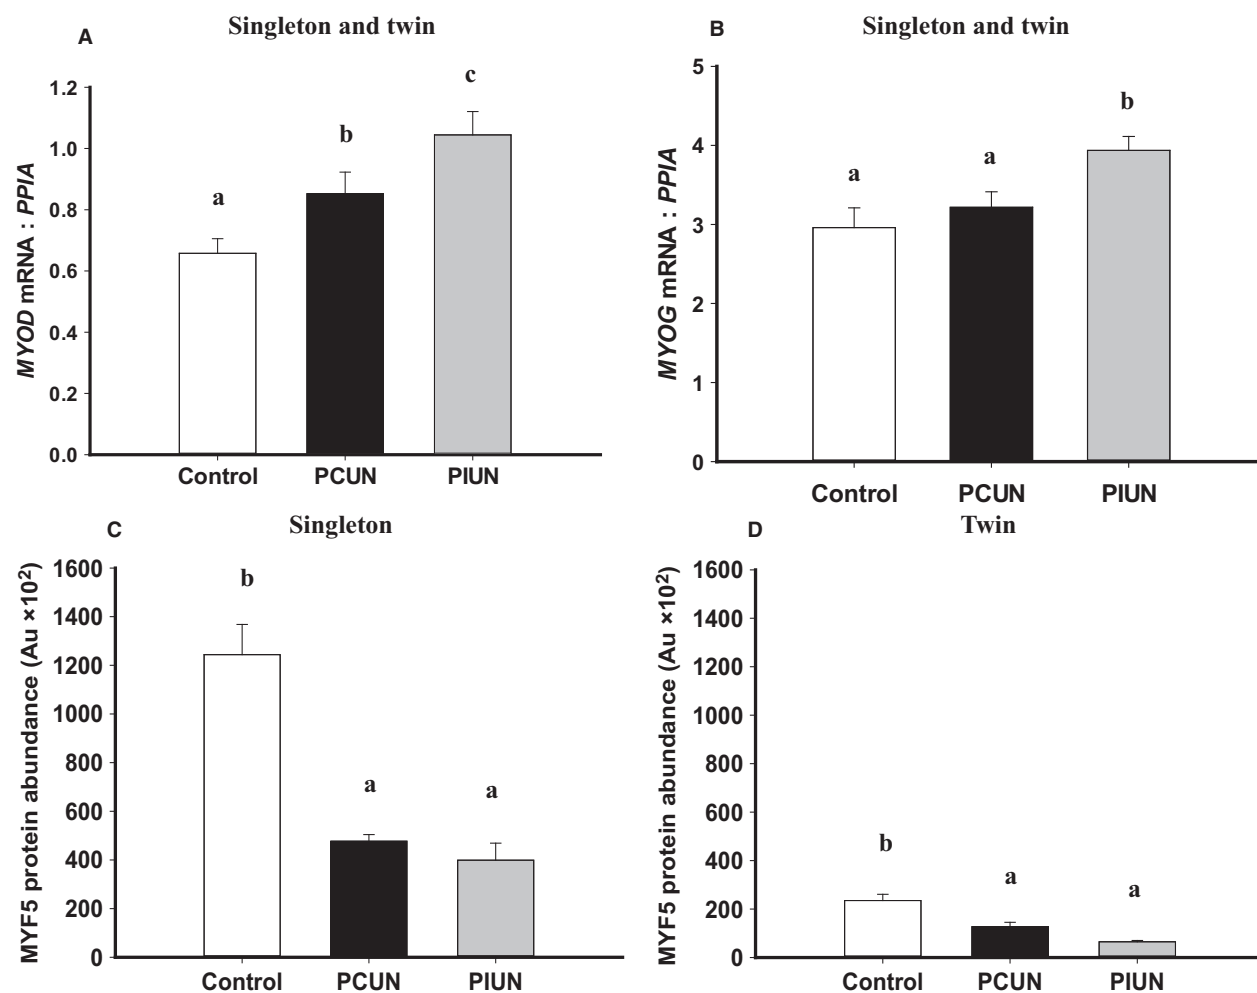 A
Singleton and twin
MYOD mRNA : PPIA
1.2
1.0
0.8
0.6
0.4
0.2
0.0
a
b
c
Control
PCUN
PIUN
B
Singleton and twin
MYOG mRNA : PPIA
5
4
3
2
1
0
a
a
b
Control
PCUN
PIUN
C
Singleton
MYF5 protein abundance (Au ×10²)
1600
1400
1200
1000
800
600
400
200
0
b
a
a
Control
PCUN
PIUN
D
Twin
MYF5 protein abundance (Au ×10²)
1600
1400
1200
1000
800
600
400
200
0
b
a
a
Control
PCUN
PIUN